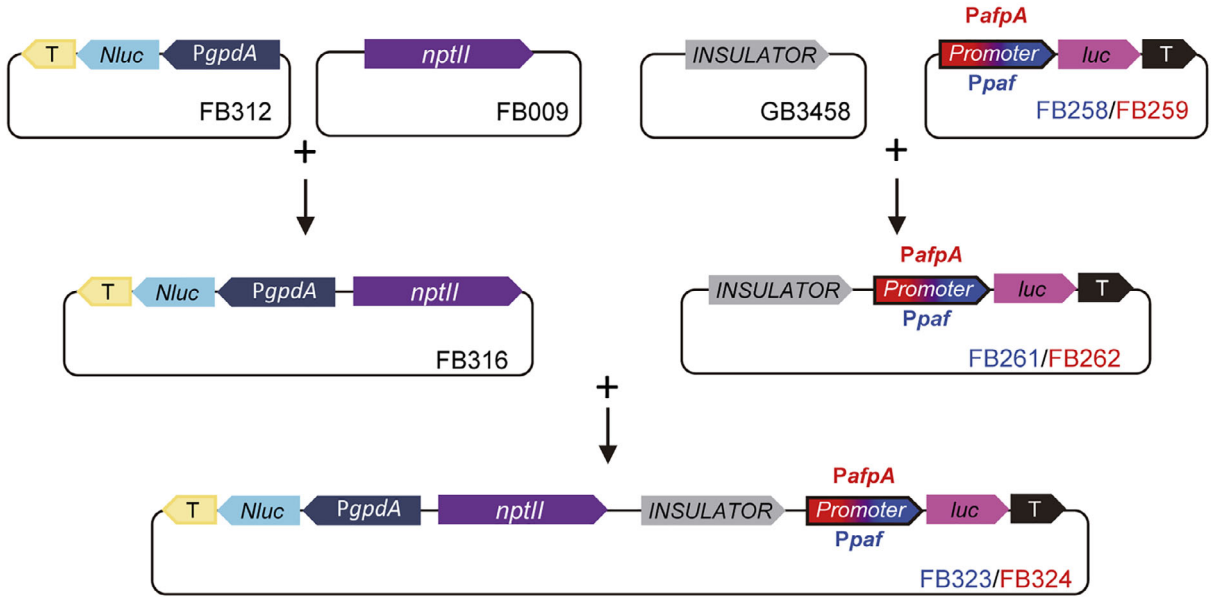 PafpA
T Nluc PgpdA nptII INSULATOR Promoter luc T
Ppaf
FB312 FB009 GB3458 FB258/FB259
+ +
PafpA
T Nluc PgpdA nptII INSULATOR Promoter luc T
Ppaf
FB316 FB261/FB262
+
PafpA
T Nluc PgpdA nptII INSULATOR Promoter luc T
Ppaf
FB323/FB324